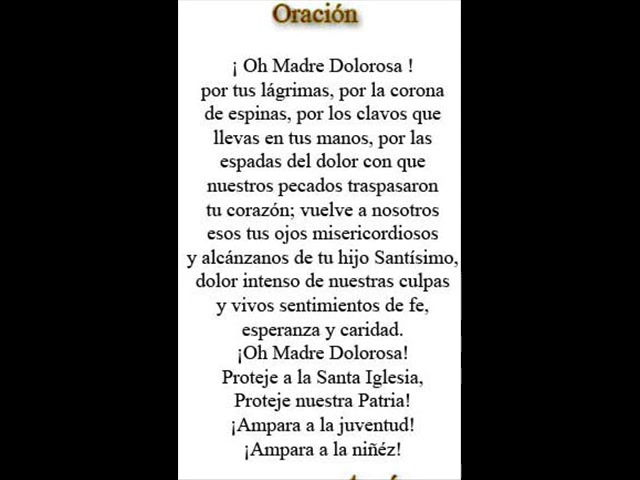 Oración
¡ Oh Madre Dolorosa !
por tus lágrimas, por la corona
de espinas, por los clavos que
llevas en tus manos, por las
espadas del dolor con que
nuestros pecados traspasaron
tu corazón; vuelve a nosotros
esos tus ojos misericordiosos
y alcánzanos de tu hijo Santísimo,
dolor intenso de nuestras culpas
y vivos sentimientos de fe,
esperanza y caridad.
¡Oh Madre Dolorosa!
Proteje a la Santa Iglesia,
Proteje nuestra Patria!
¡Ampara a la juventud!
¡Ampara a la niñéz!